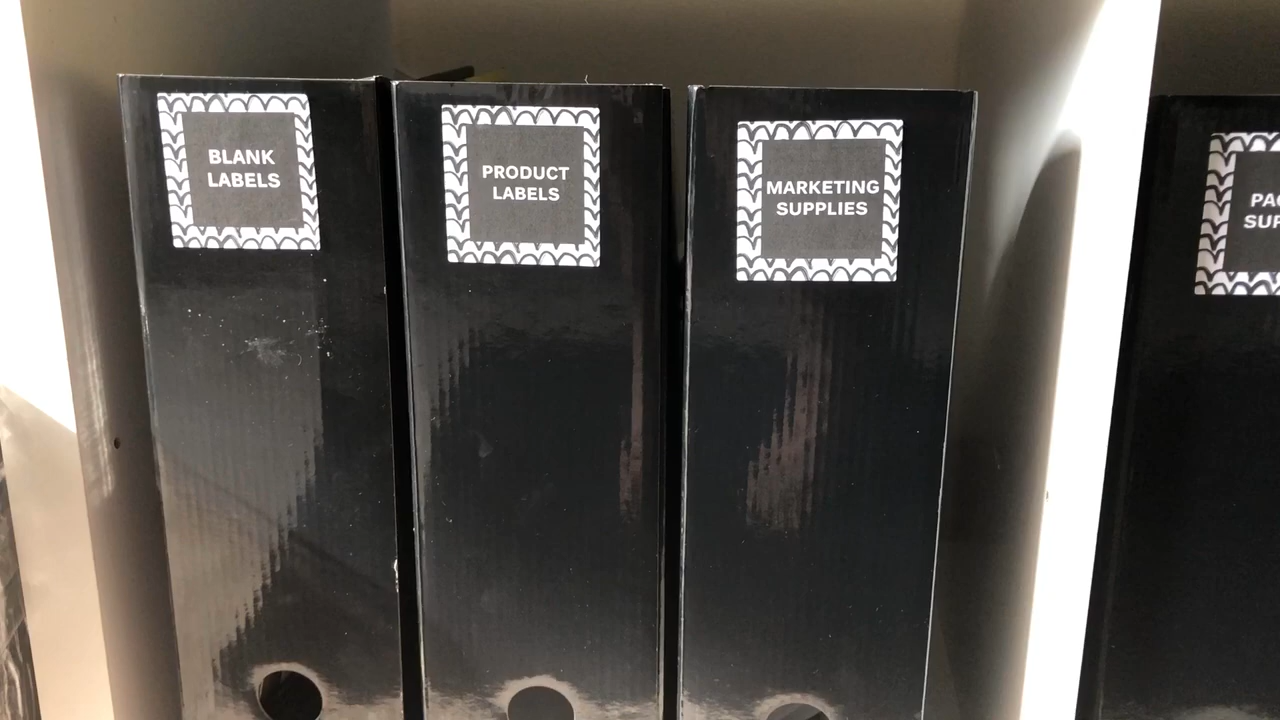 BLANK
LABELS
PRODUCT
LABELS
MARKETING
SUPPLIES